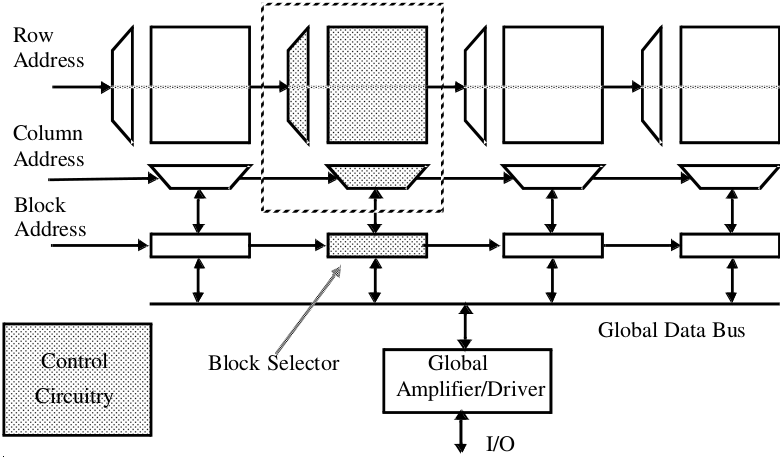 Row
Address
Column
Address
Block
Address
Global Data Bus
Control
Circuitry
Block Selector
Global
Amplifier/Driver
I/O